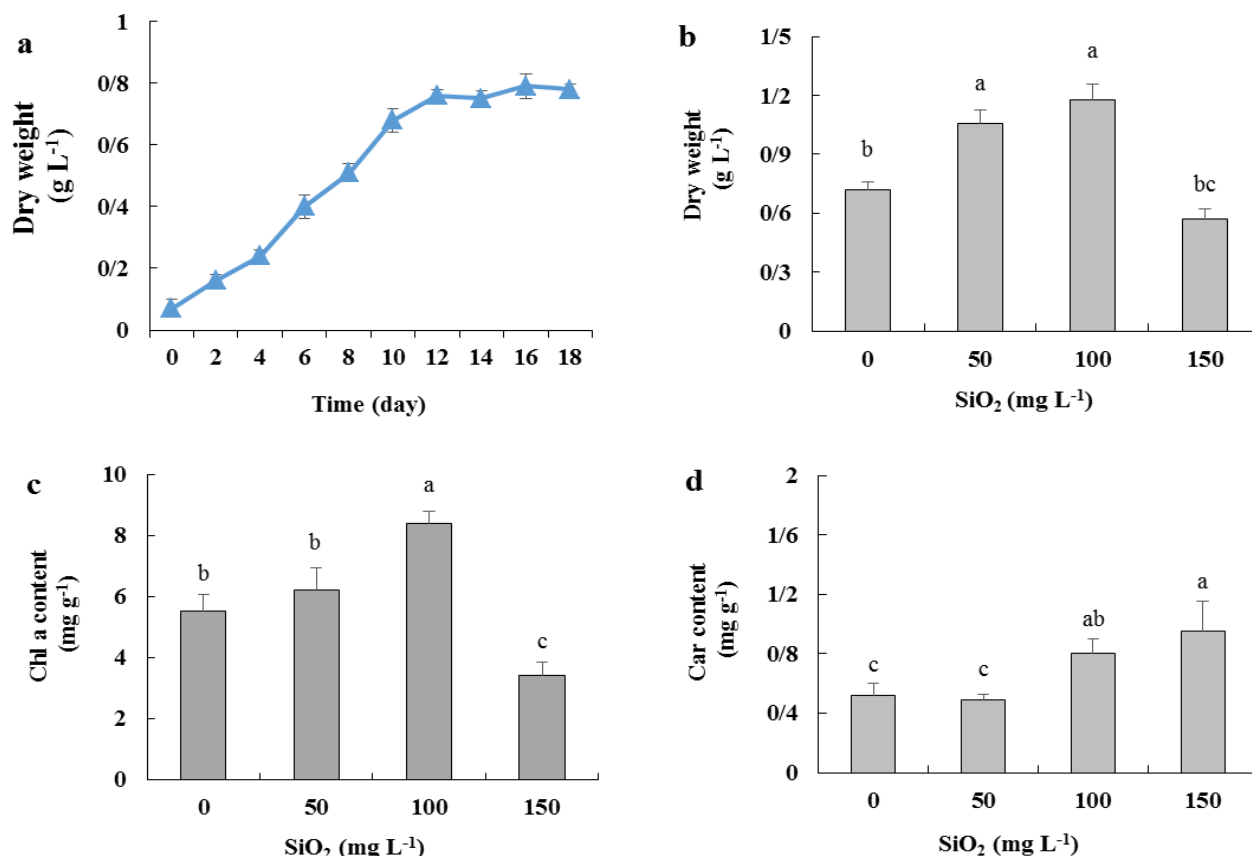 a
1
0/8
0/6
0/4
0/2
0
Dry weight
(g L⁻¹)
0 2 4 6 8 10 12 14 16 18
Time (day)
b
1/5
1/2
0/9
0/6
0/3
0
Dry weight
(g L⁻¹)
b a a bc
0 50 100 150
SiO₂ (mg L⁻¹)
c
10
8
6
4
2
0
Chl a content
(mg g⁻¹)
b b a c
0 50 100 150
SiO₂ (mg L⁻¹)
d
2
1/6
1/2
0/8
0/4
0
Car content
(mg g⁻¹)
c c ab a
0 50 100 150
SiO₂ (mg L⁻¹)